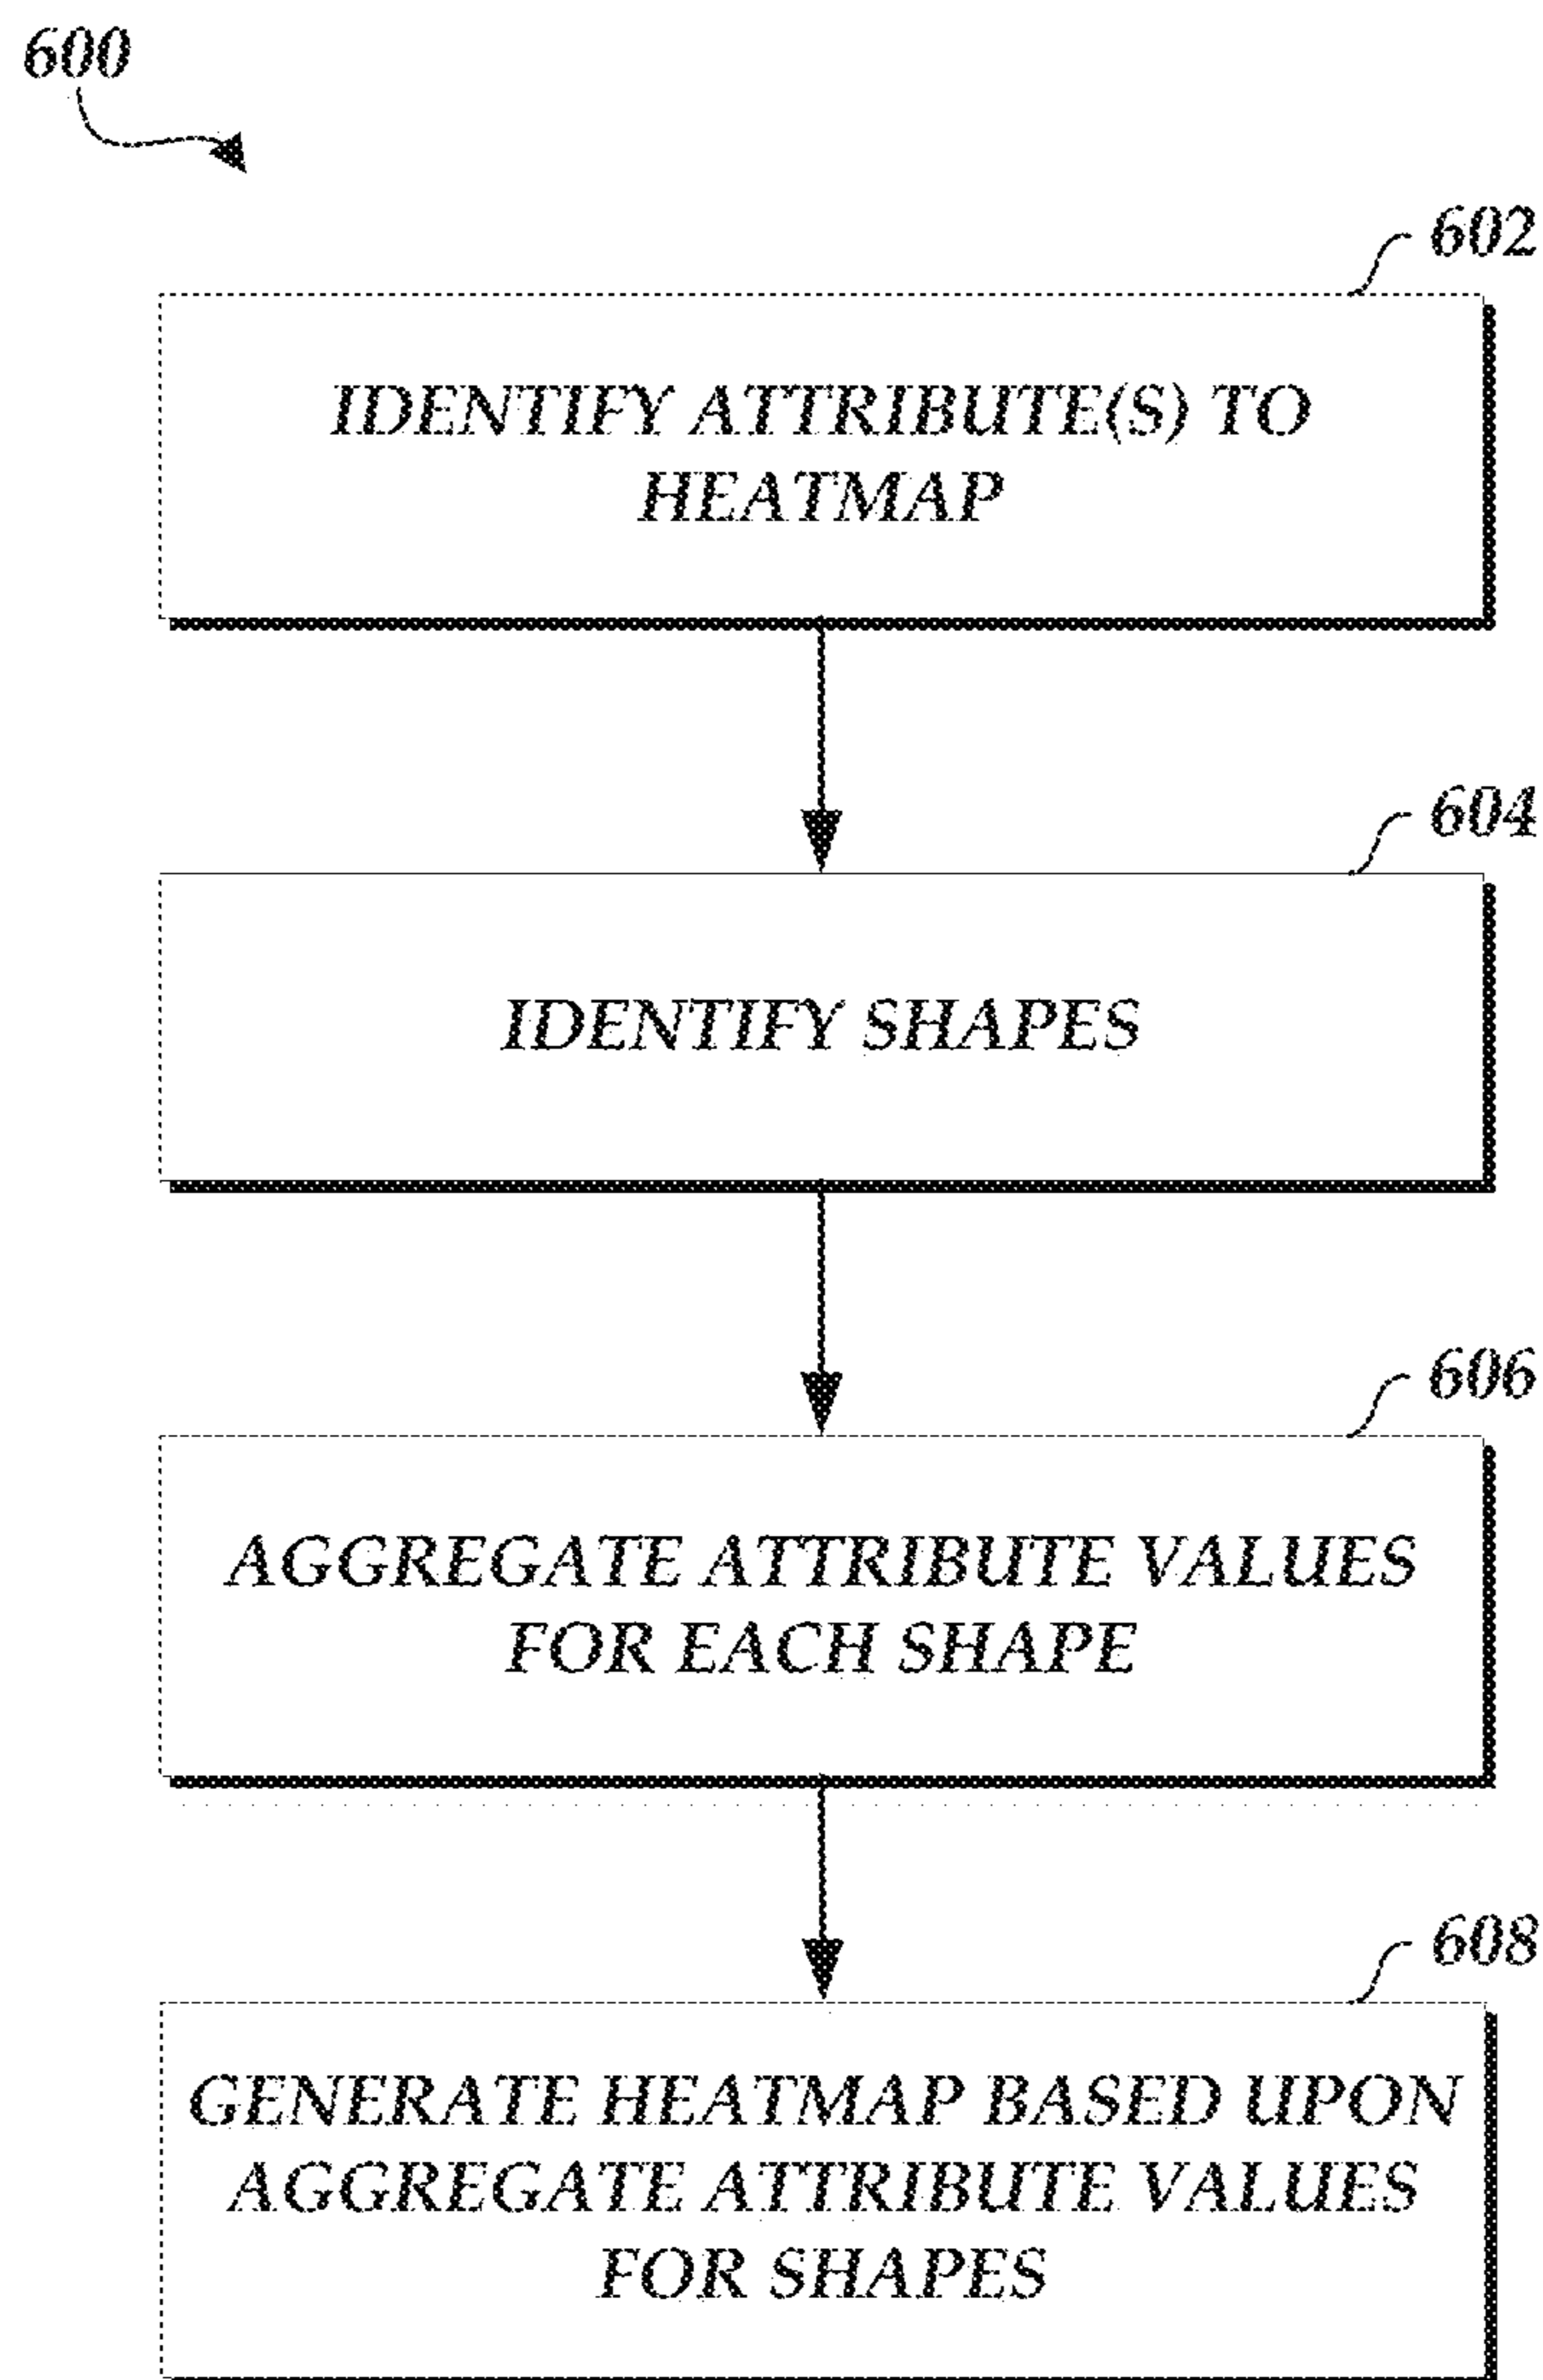 600
602
IDENTIFY ATTRIBUTE(S) TO
HEATMAP
604
IDENTIFY SHAPES
606
AGGREGATE ATTRIBUTE VALUES
FOR EACH SHAPE
608
GENERATE HEATMAP BASED UPON
AGGREGATE ATTRIBUTE VALUES
FOR SHAPES